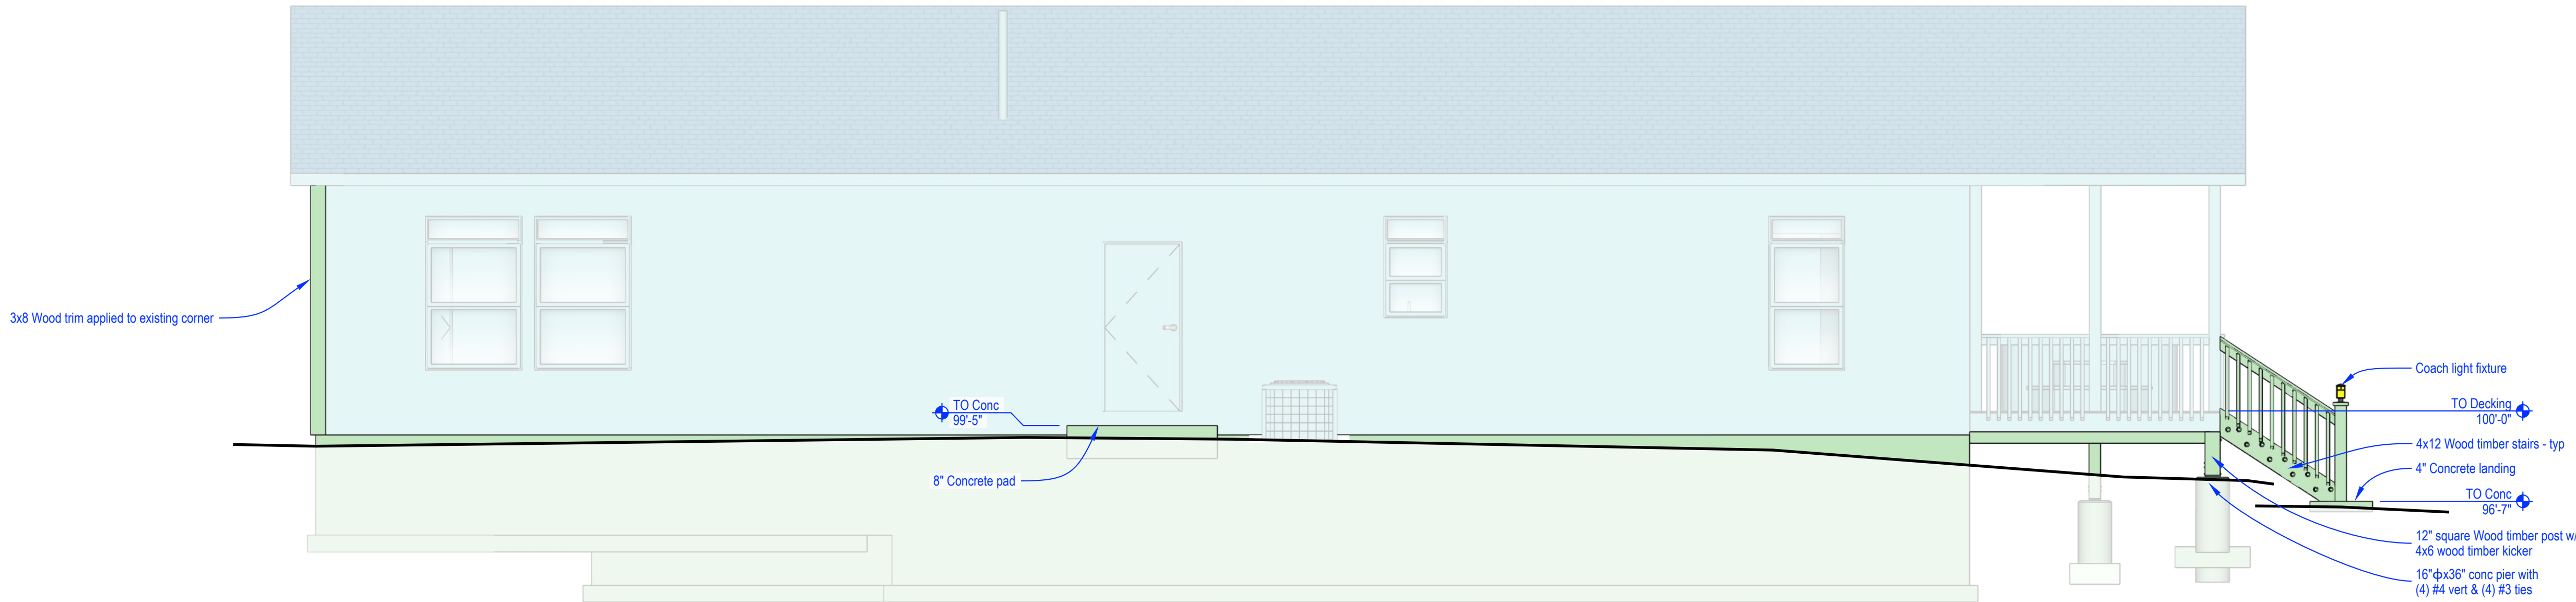 3x8 Wood trim applied to existing corner
TO Conc
99'-5"
8" Concrete pad
Coach light fixture
TO Decking
100'-0"
4x12 Wood timber stairs - typ
4" Concrete landing
TO Conc
96'-7"
12" square Wood timber post w/
4x6 wood timber kicker
16"ϕx36" conc pier with
(4) #4 vert & (4) #3 ties